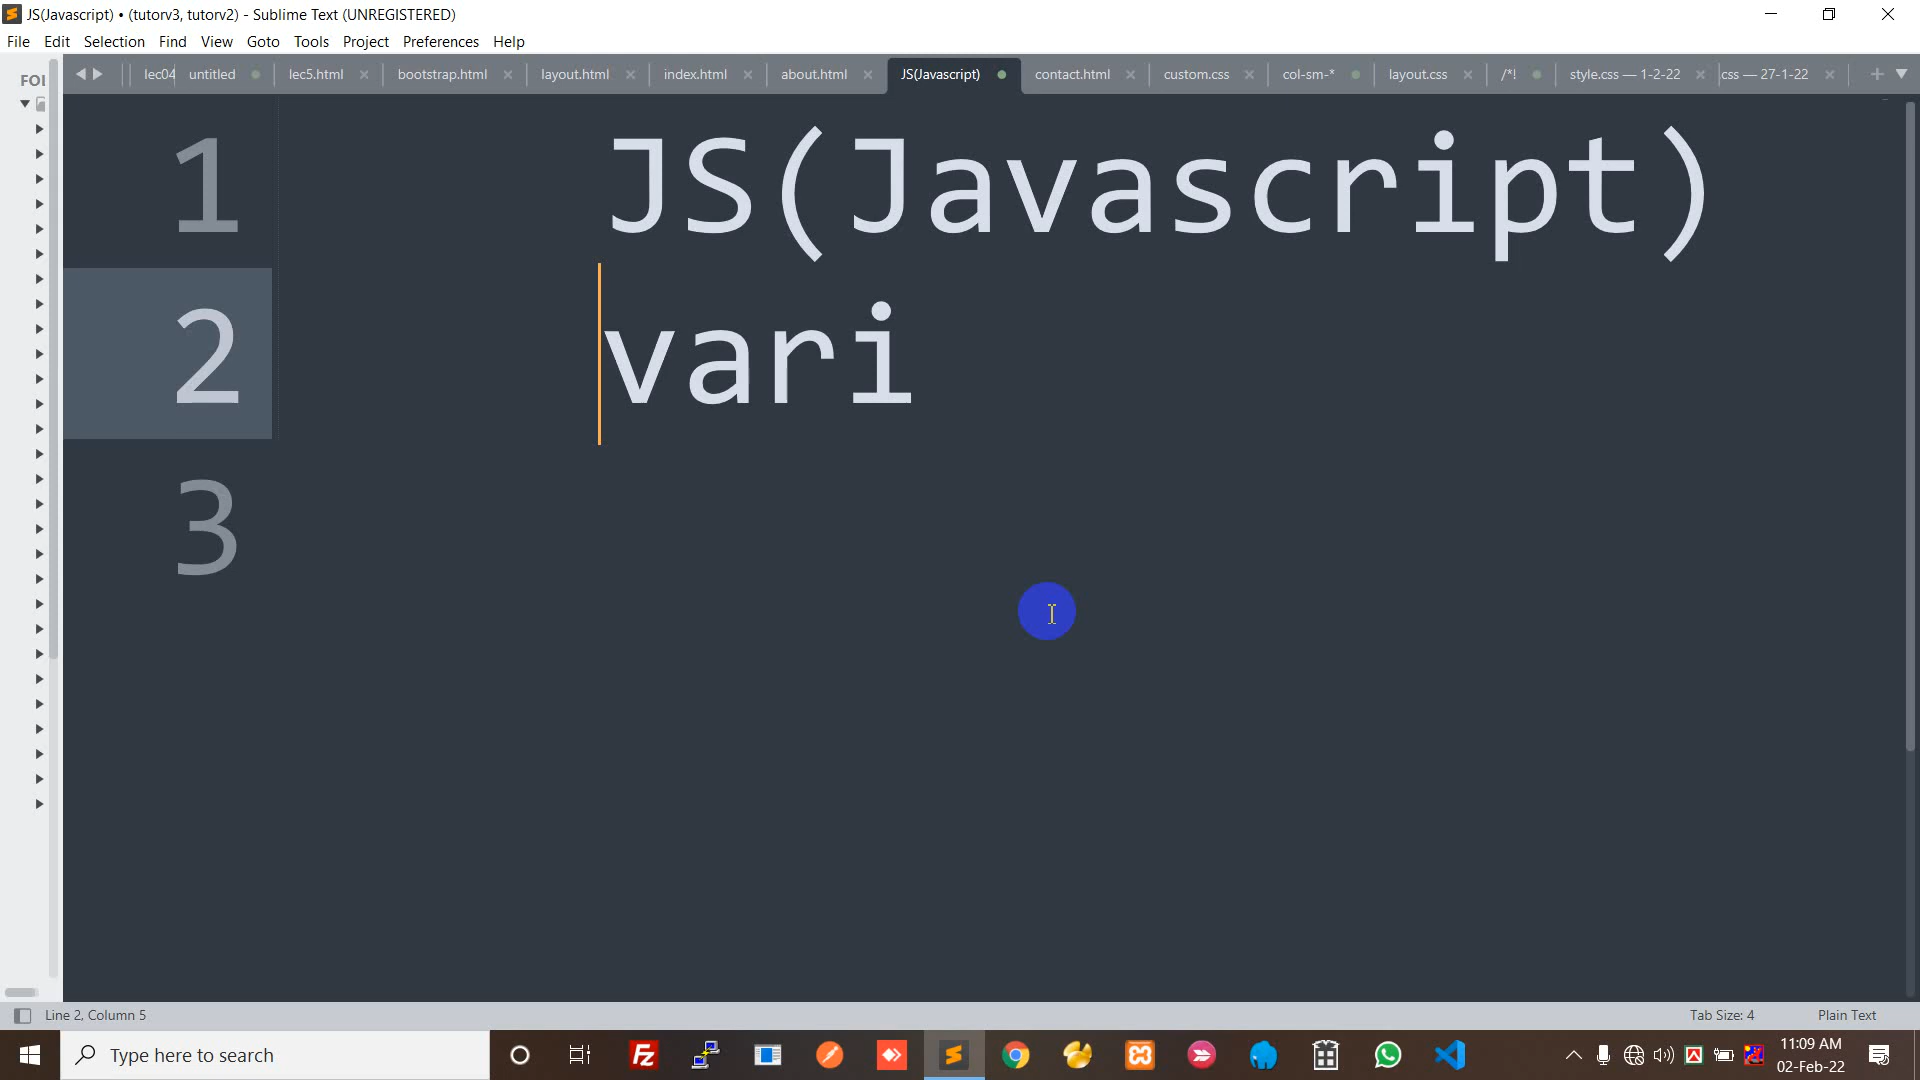 JS(Javascript) • (tutorv3, tutorv2) - Sublime Text (UNREGISTERED)
File Edit Selection Find View Goto Tools Project Preferences Help
FOI
lec04 untitled lec5.html bootstrap.html layout.html index.html about.html JS(Javascript) contact.html custom.css col-sm-* layout.css /*! style.css — 1-2-22 css — 27-1-22
1 JS(Javascript)
2 vari
3
Line 2, Column 5 Tab Size: 4 Plain Text
Type here to search
11:09 AM
02-Feb-22